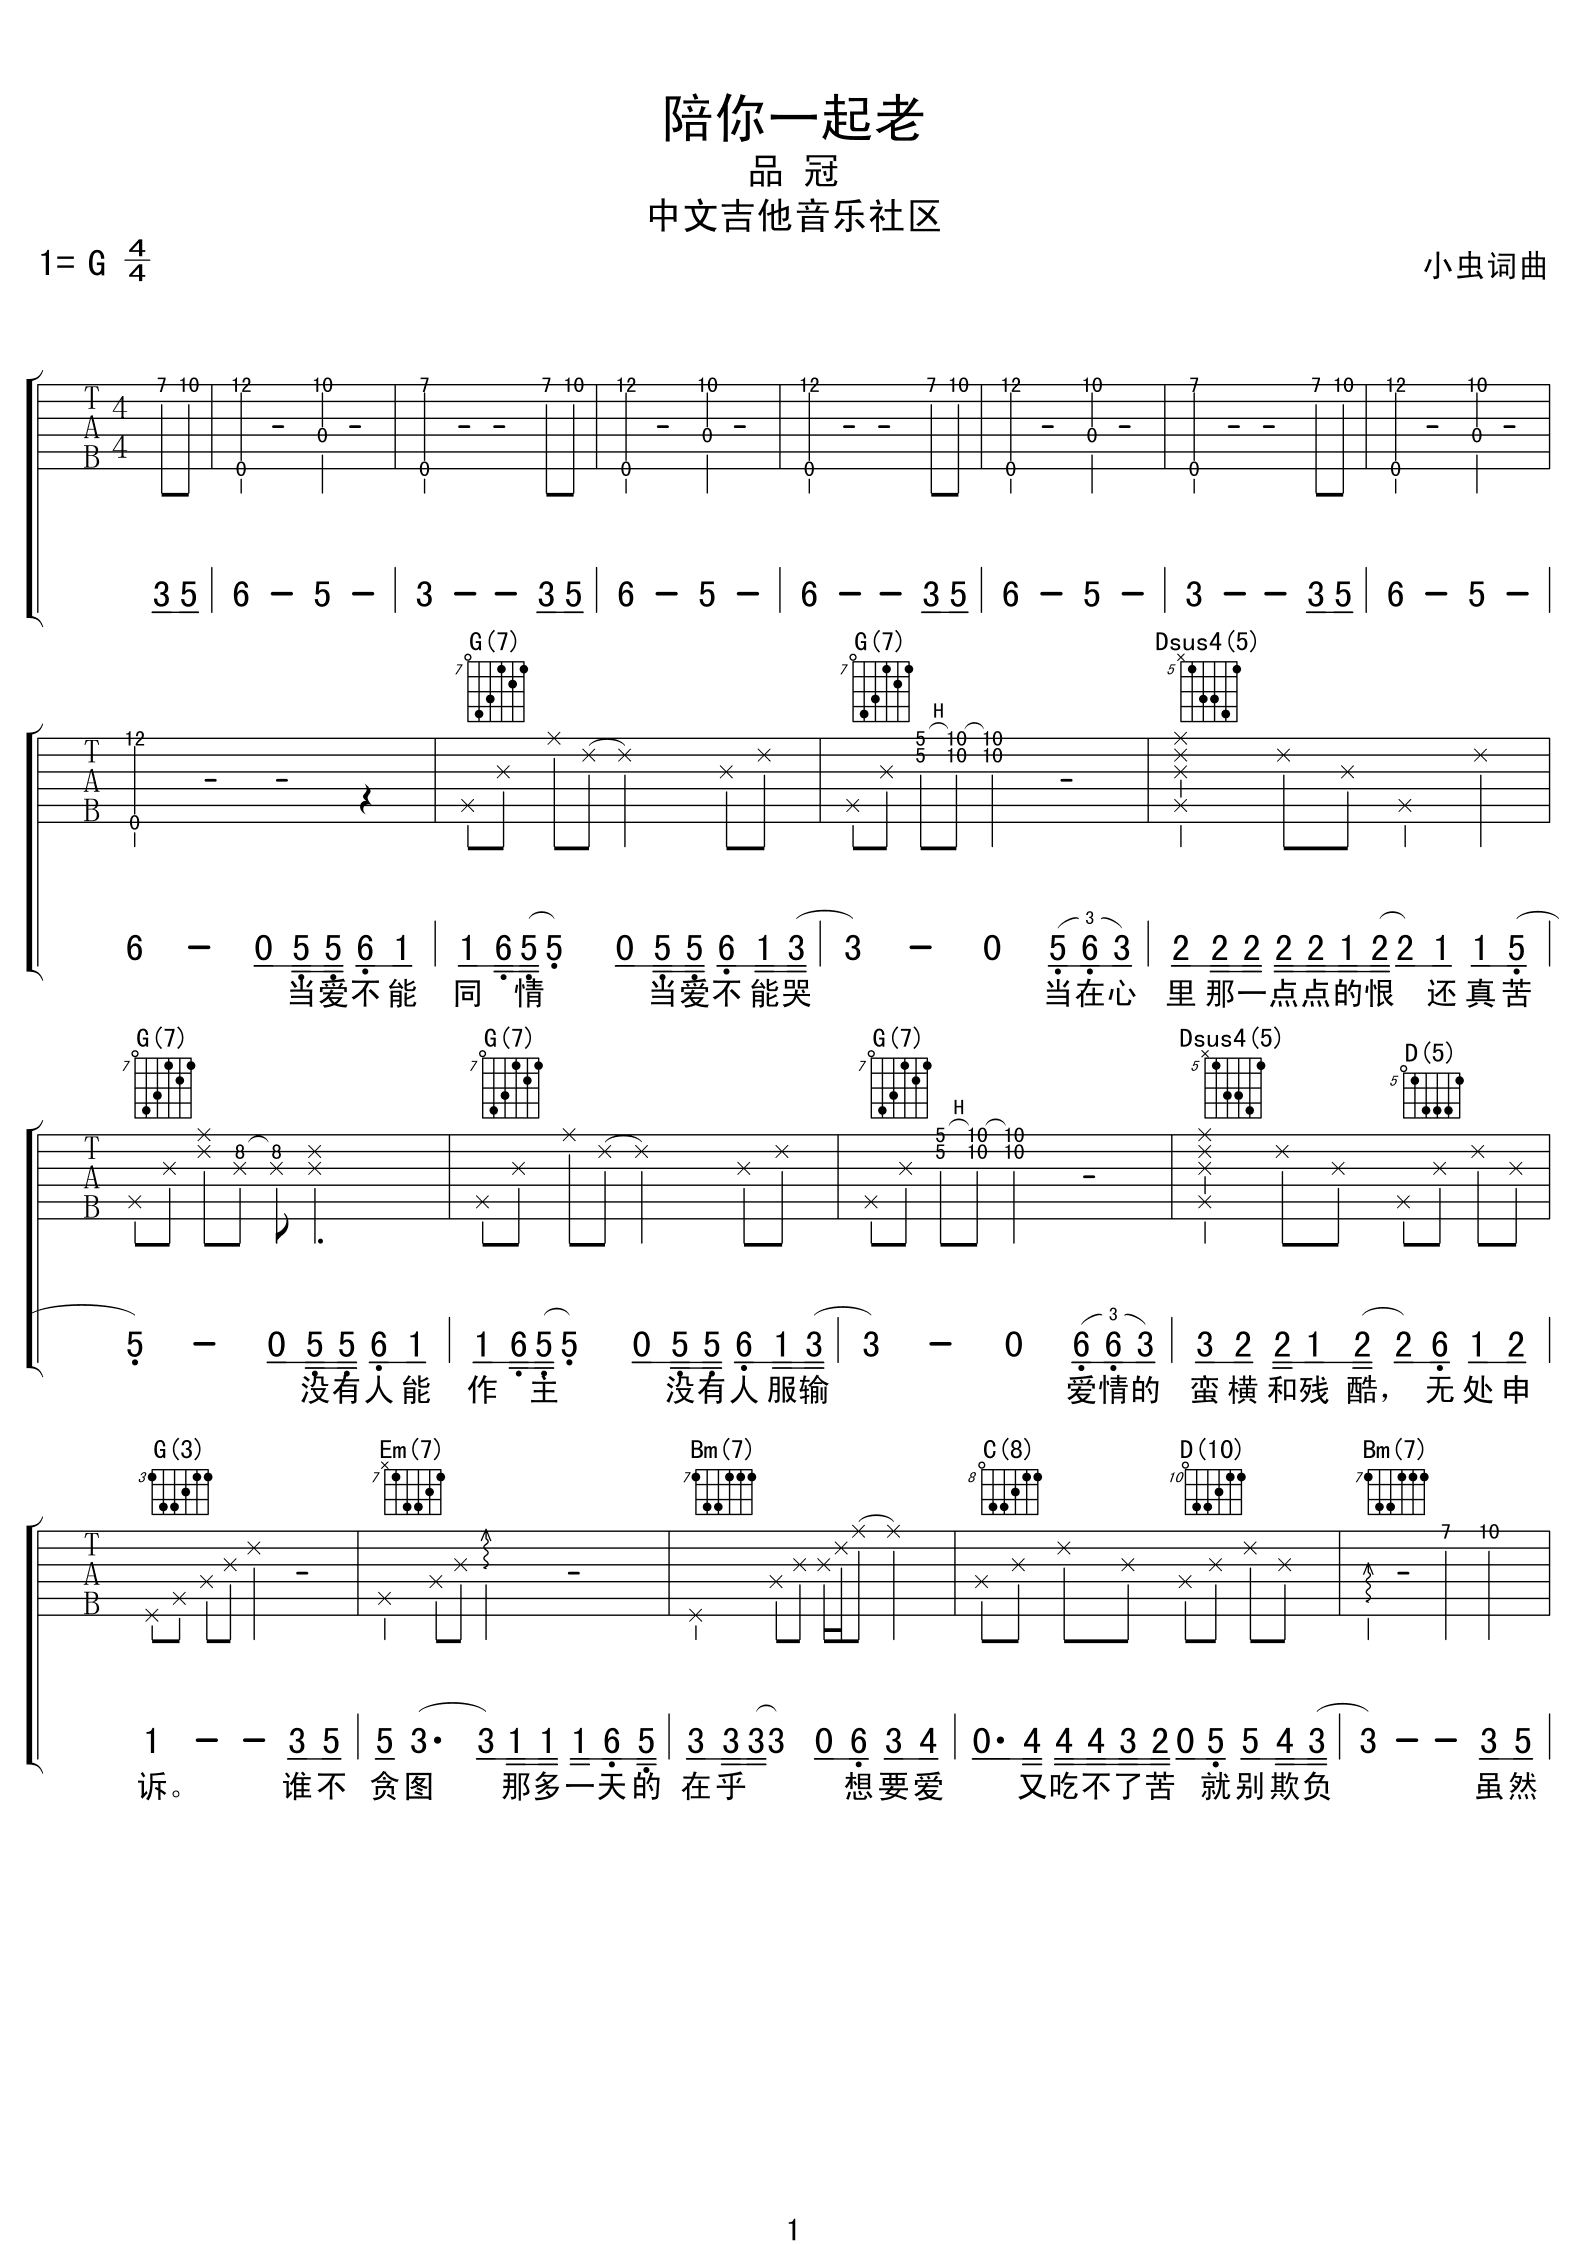 陪你一起老
品 冠
中文吉他音乐社区
1= G 4/4
小虫词曲
7 10 12 10 7 7 10 12 10 12 7 10 12 10 7 7 10 12 10
T A B 4 4
0 0 0 0 0 0 0 0 0 0 0
3 5 6 - 5 - 3 - - 3 5 6 - 5 - 6 - - 3 5 6 - 5 - 3 - - 3 5 6 - 5 -
G(7) G(7) Dsus4(5)
7 7 5
H
12 5 10 10
T A B 5 10 10
0
6 - 0 5 5 6 1 1 6 5 5 0 5 5 6 1 3 3 - 0 5 6 3 2 2 2 2 2 1 2 2 1 1 5
当爱不能 同 情 当爱不能哭 当在心 里那一点点的恨 还真苦
G(7) G(7) G(7) Dsus4(5) D(5)
7 7 7 5 5
H
5 10 10
T A B 8 8 5 10 10
5 - 0 5 5 6 1 1 6 5 5 0 5 5 6 1 3 3 - 0 6 6 3 3 2 2 1 2 2 6 1 2
没有人能 作 主 没有人服输 爱情的 蛮横和残 酷， 无处申
G(3) Em(7) Bm(7) C(8) D(10) Bm(7)
3 7 7 8 10 7
T A B 7 10
1 - - 3 5 5 3· 3 1 1 1 6 5 3 3 3 3 0 6 3 4 0· 4 4 4 3 2 0 5 5 4 3 3 - - 3 5
诉。 谁不 贪图 那多一天的 在乎 想要爱 又吃不了苦 就别欺负 虽然
1